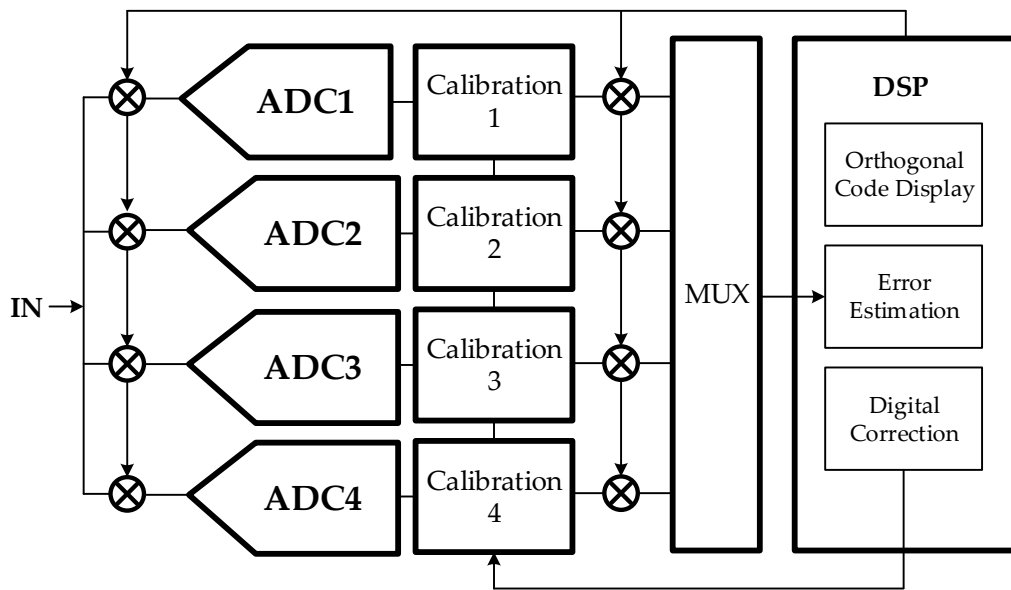 ADC1
Calibration
1
DSP
Orthogonal
Code Display
ADC2
Calibration
2
IN
MUX
Error
Estimation
ADC3
Calibration
3
Digital
Correction
ADC4
Calibration
4